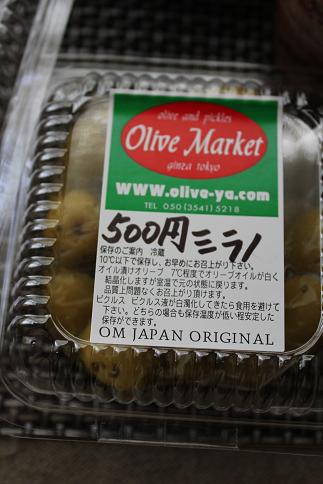 olive and pickles
Olive Market
ginza tokyo
www.olive-ya.com
TEL 050(3541)5218
500円ミラノ
保存のご案内 冷蔵
10℃以下で保存し、お早めにお召上がり下さい。
オイル漬けオリーブ 7℃程度でオリーブオイルが白く
結晶化しますが室温で元の状態に戻ります。
品質上問題なくお召上がり頂けます。
ピクルス ピクルス液が白濁化してきたら食用を避けて
下さい。どちらの場合も保存温度が低い程安定した
保存ができます。
OM JAPAN ORIGINAL